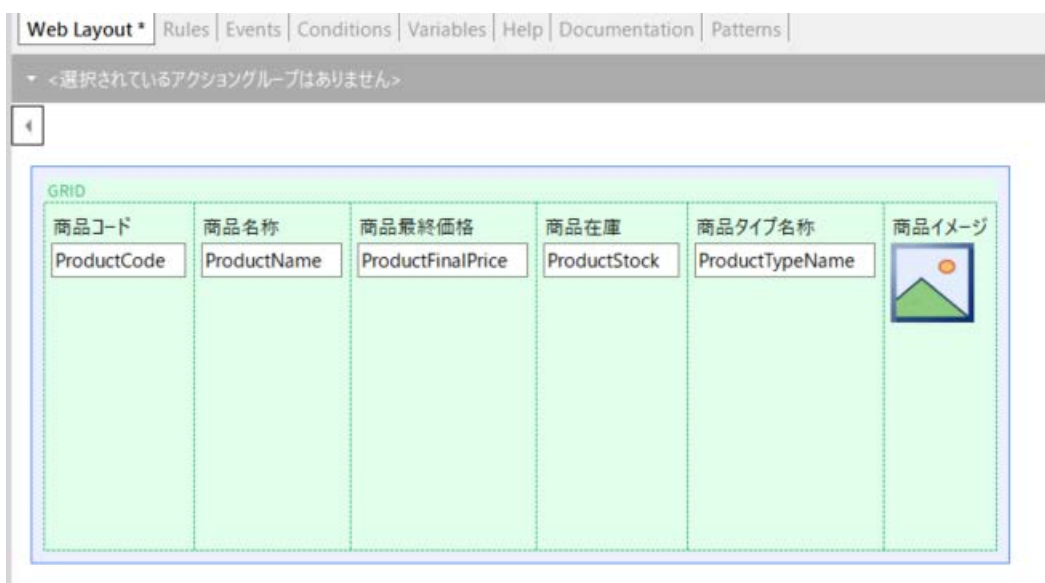 Web Layout * | Rules | Events | Conditions | Variables | Help | Documentation | Patterns |
<選択されているアクショングループはありません>
GRID
商品コード 商品名称 商品最終価格 商品在庫 商品タイプ名称 商品イメージ
ProductCode ProductName ProductFinalPrice ProductStock ProductTypeName